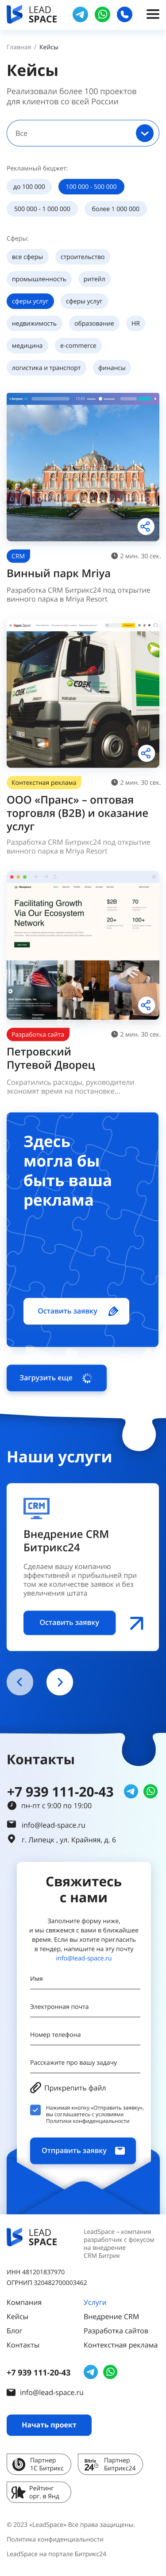 LEAD
SPACE
Главная / Кейсы
Кейсы
Реализовали более 100 проектов
для клиентов со всей России
Все
Рекламный бюджет:
до 100 000
100 000 - 500 000
500 000 - 1 000 000
более 1 000 000
Сферы:
все сферы
строительство
промышленность
ритейл
сферы услуг
сферы услуг
недвижимость
образование
HR
медицина
e-commerce
логистика и транспорт
финансы
CRM
2 мин. 30 сек.
Винный парк Mriya
Разработка CRM Битрикс24 под открытие
винного парка в Mriya Resort
CDEK
Контекстная реклама
2 мин. 30 сек.
ООО «Пранс» – оптовая
торговля (B2B) и оказание
услуг
Разработка CRM Битрикс24 под открытие
винного парка в Mriya Resort
Facilitating Growth
Via Our Ecosystem
Network
$2B
70
20+
100+
Разработка сайта
2 мин. 30 сек.
Петровский
Путевой Дворец
Сократились расходы, руководители
экономят время на постановке...
Здесь
могла бы
быть ваша
реклама
Оставить заявку
Загрузить еще
Наши услуги
CRM
Внедрение CRM
Битрикс24
Сделаем вашу компанию
эффективней и прибыльней при
том же количестве заявок и без
увеличения штата
Оставить заявку
Контакты
+7 939 111-20-43
пн-пт с 9:00 по 19:00
info@lead-space.ru
г. Липецк , ул. Крайняя, д. 6
Свяжитесь
с нами
Заполните форму ниже,
и мы свяжемся с вами в ближайшее
время. Если вы хотите пригласить
в тендер, напишите на эту почту
info@lead-space.ru
Имя
Электронная почта
Номер телефона
Расскажите про вашу задачу
Прикрепить файл
Нажимая кнопку «Отправить заявку»,
вы соглашаетесь с условиями
Политики конфиденциальности
Отправить заявку
LEAD
SPACE
LeadSpace – компания
разработчик с фокусом
на внедрение
CRM Битрик
ИНН 481201837970
ОГРНИП 320482700003462
Компания
Услуги
Кейсы
Внедрение CRM
Блог
Разработка сайтов
Контакты
Контекстная реклама
+7 939 111-20-43
info@lead-space.ru
Начать проект
Партнер
1С Битрикс
Bitrix
24
Партнер
Битрикс24
Рейтинг
орг. в Янд
© 2023 «LeadSpace» Все права защищены.
Политика конфиденциальности
LeadSpace на портале Битрикс24